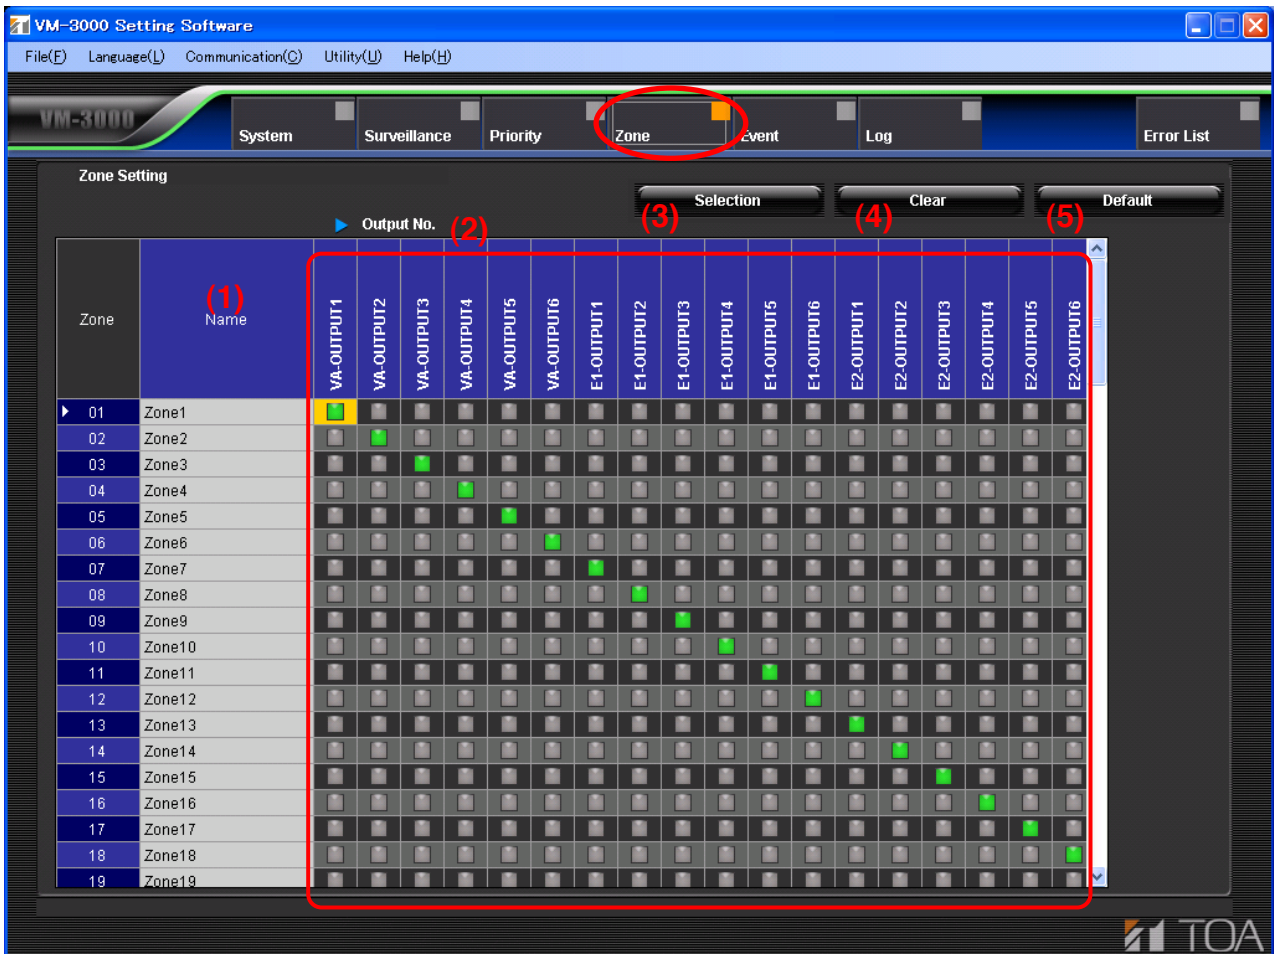 VM-3000 Setting Software
File(F) Language(L) Communication(C) Utility(U) Help(H)
VM-3000
System Surveillance Priority Zone Event Log Error List
Zone Setting
Selection Clear Default
(3) (4) (5)
Output No. (2)
Zone (1) Name VA-OUTPUT1 VA-OUTPUT2 VA-OUTPUT3 VA-OUTPUT4 VA-OUTPUT5 VA-OUTPUT6 E1-OUTPUT1 E1-OUTPUT2 E1-OUTPUT3 E1-OUTPUT4 E1-OUTPUT5 E1-OUTPUT6 E2-OUTPUT1 E2-OUTPUT2 E2-OUTPUT3 E2-OUTPUT4 E2-OUTPUT5 E2-OUTPUT6
01 Zone1
02 Zone2
03 Zone3
04 Zone4
05 Zone5
06 Zone6
07 Zone7
08 Zone8
09 Zone9
10 Zone10
11 Zone11
12 Zone12
13 Zone13
14 Zone14
15 Zone15
16 Zone16
17 Zone17
18 Zone18
19 Zone19
TOA